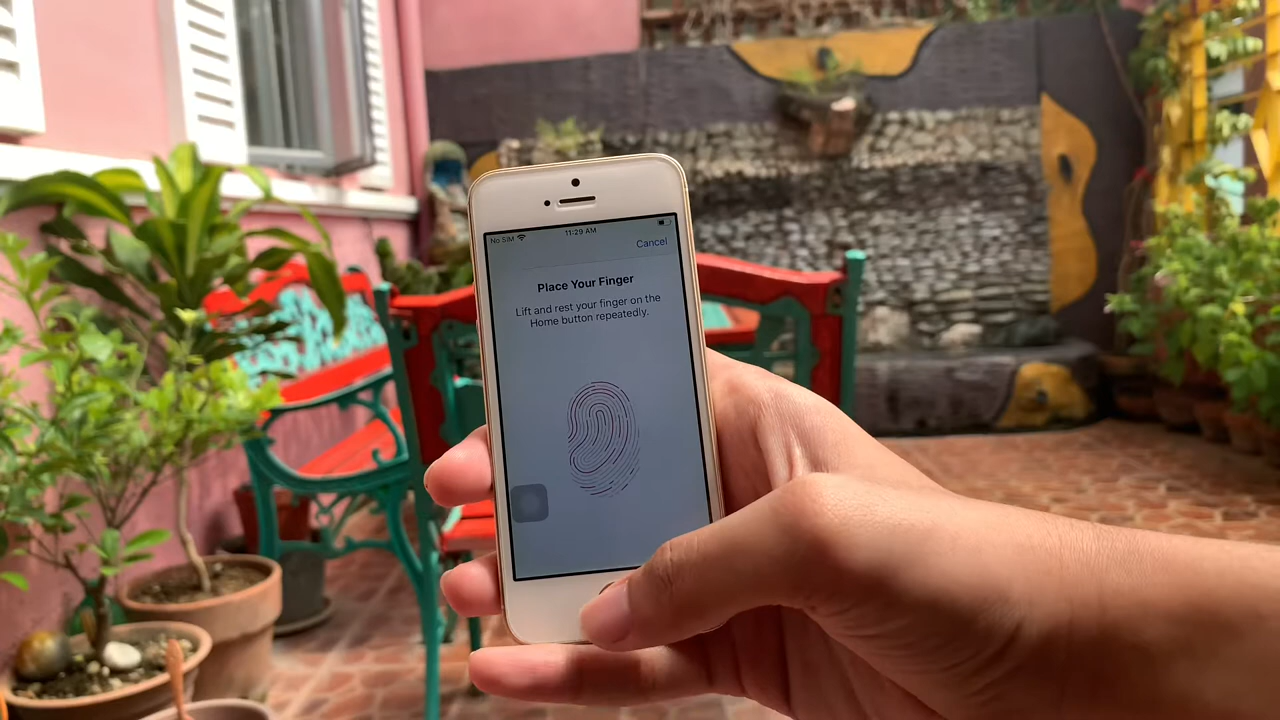 No SIM
11:29 AM
Cancel
Place Your Finger
Lift and rest your finger on the
Home button repeatedly.